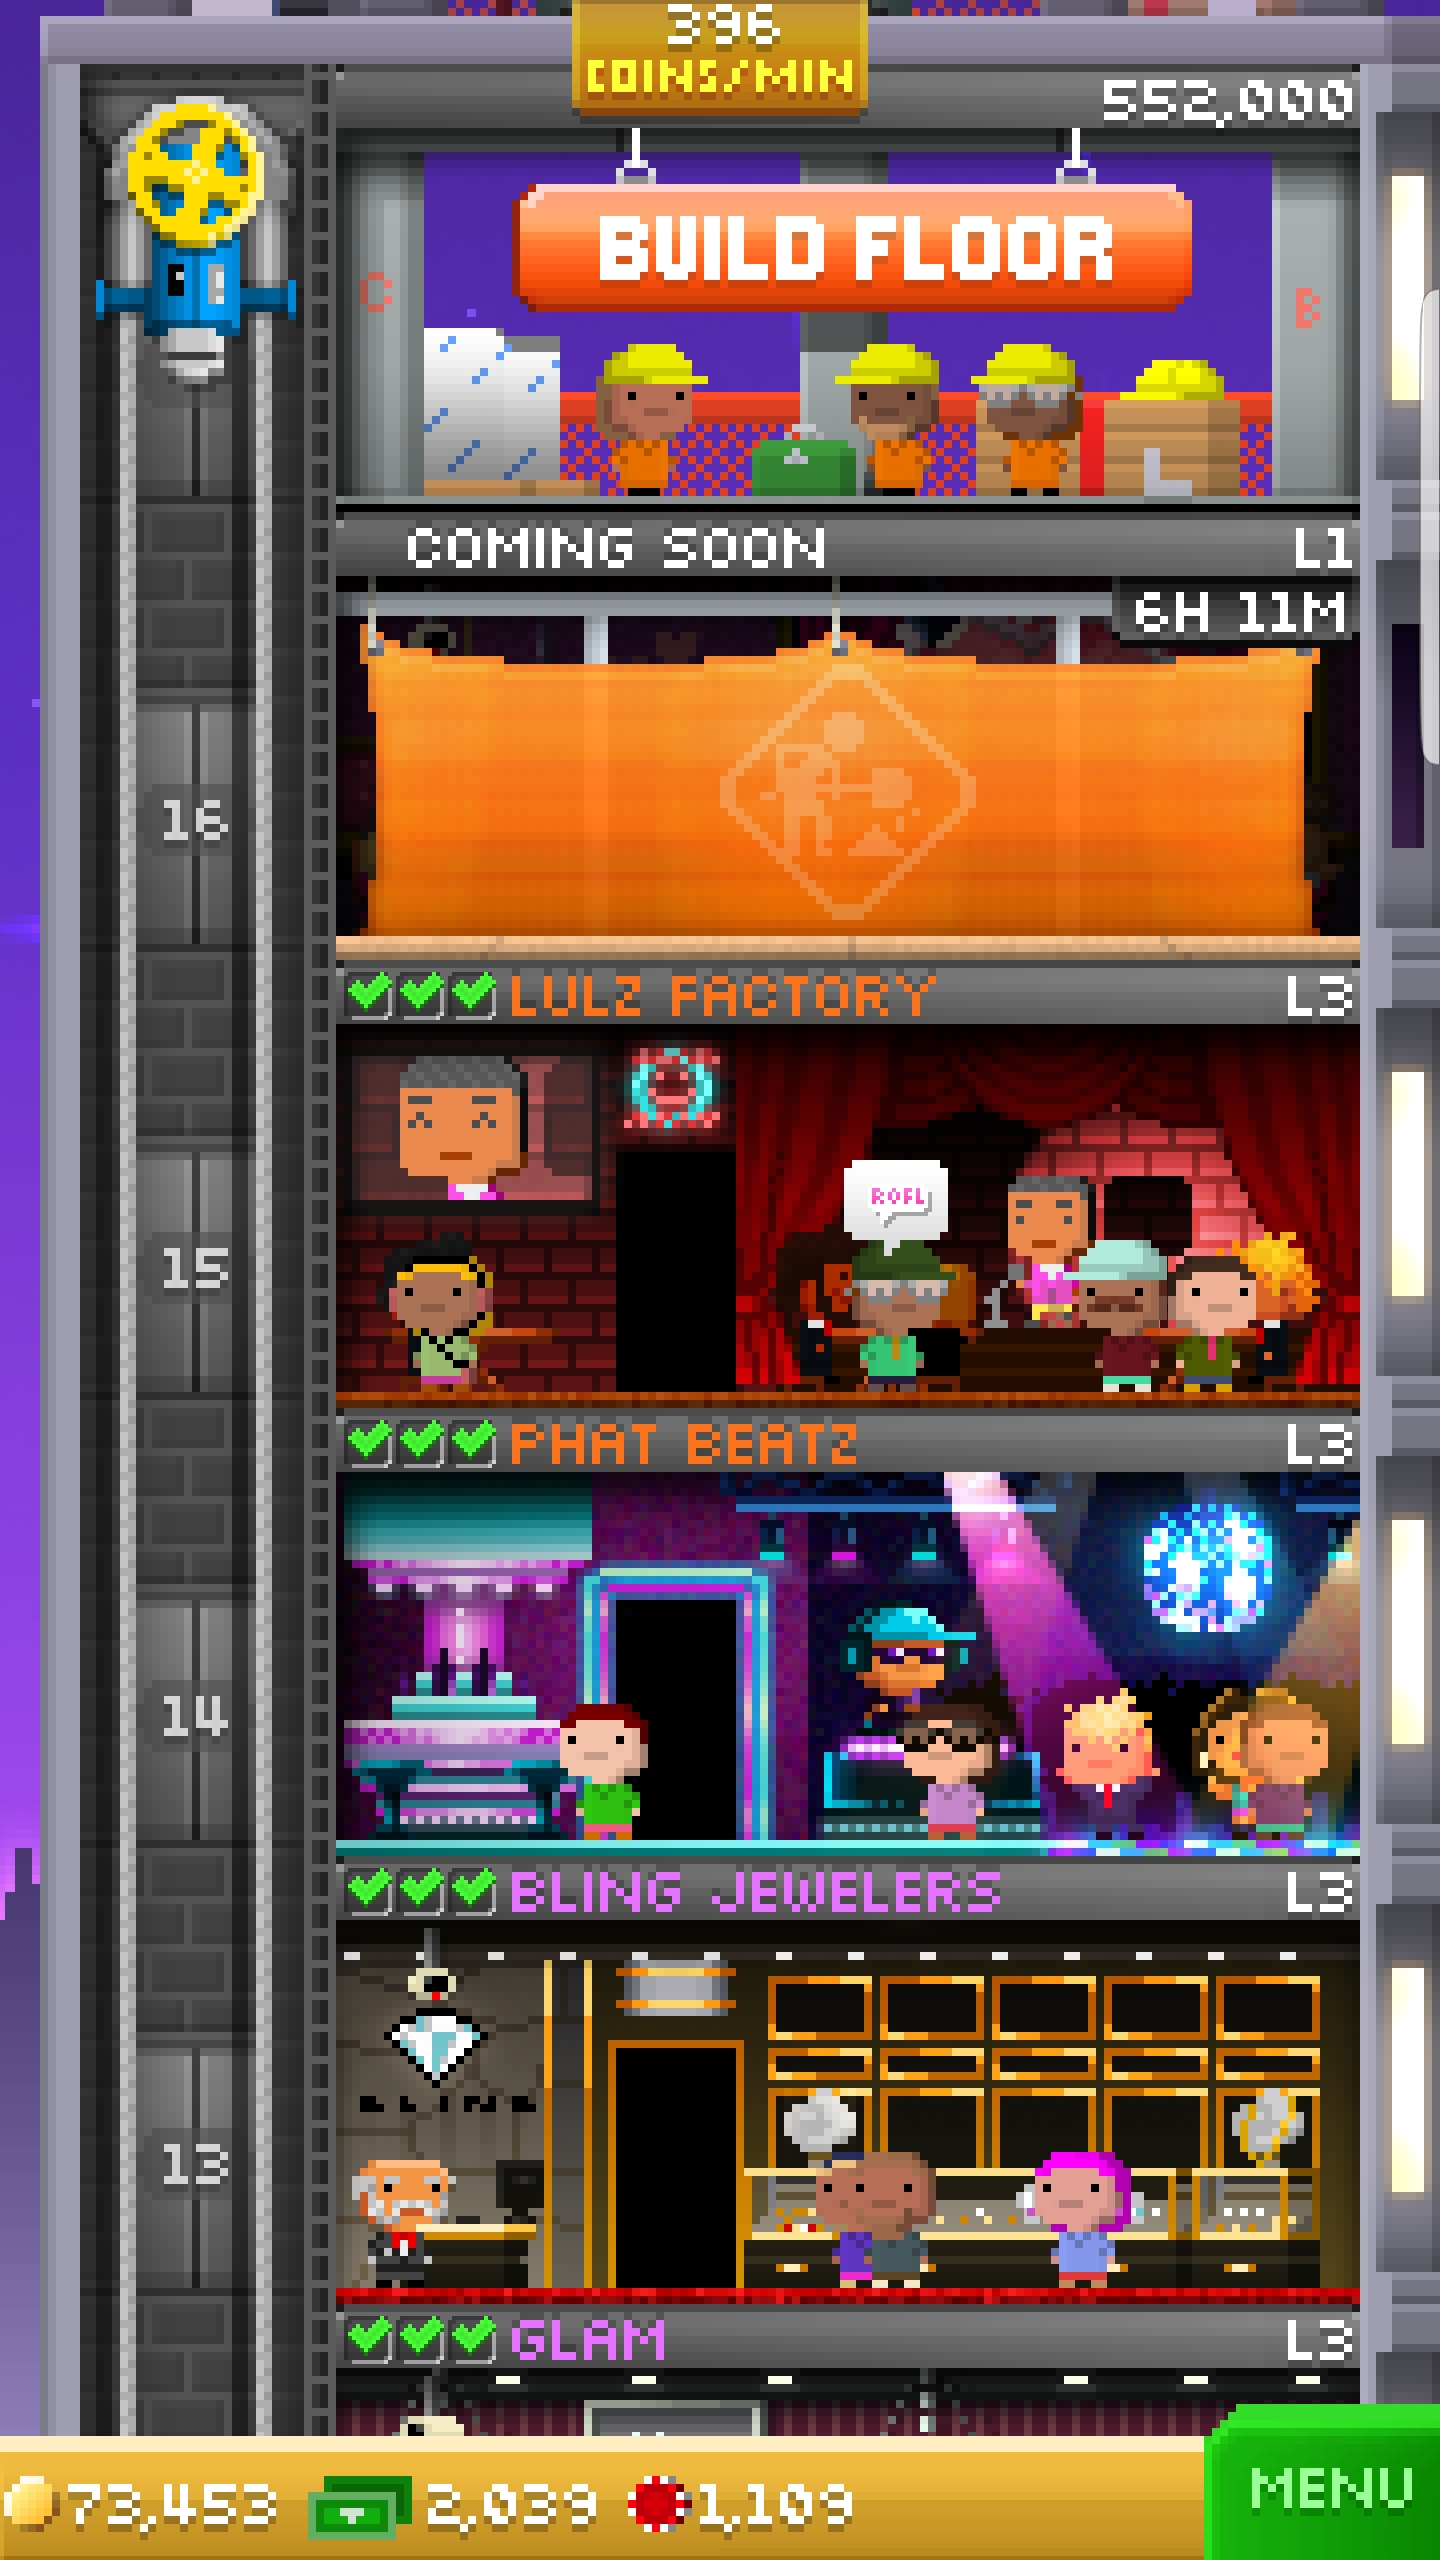 396
COINS/MIN
552,000
BUILD FLOOR
C
B
COMING SOON L1
6H 11M
16
LULZ FACTORY L3
ROFL
15
PHAT BEATZ L3
14
BLING JEWELERS L3
BLING
13
GLAM L3
73,453 2,039 1,109
MENU